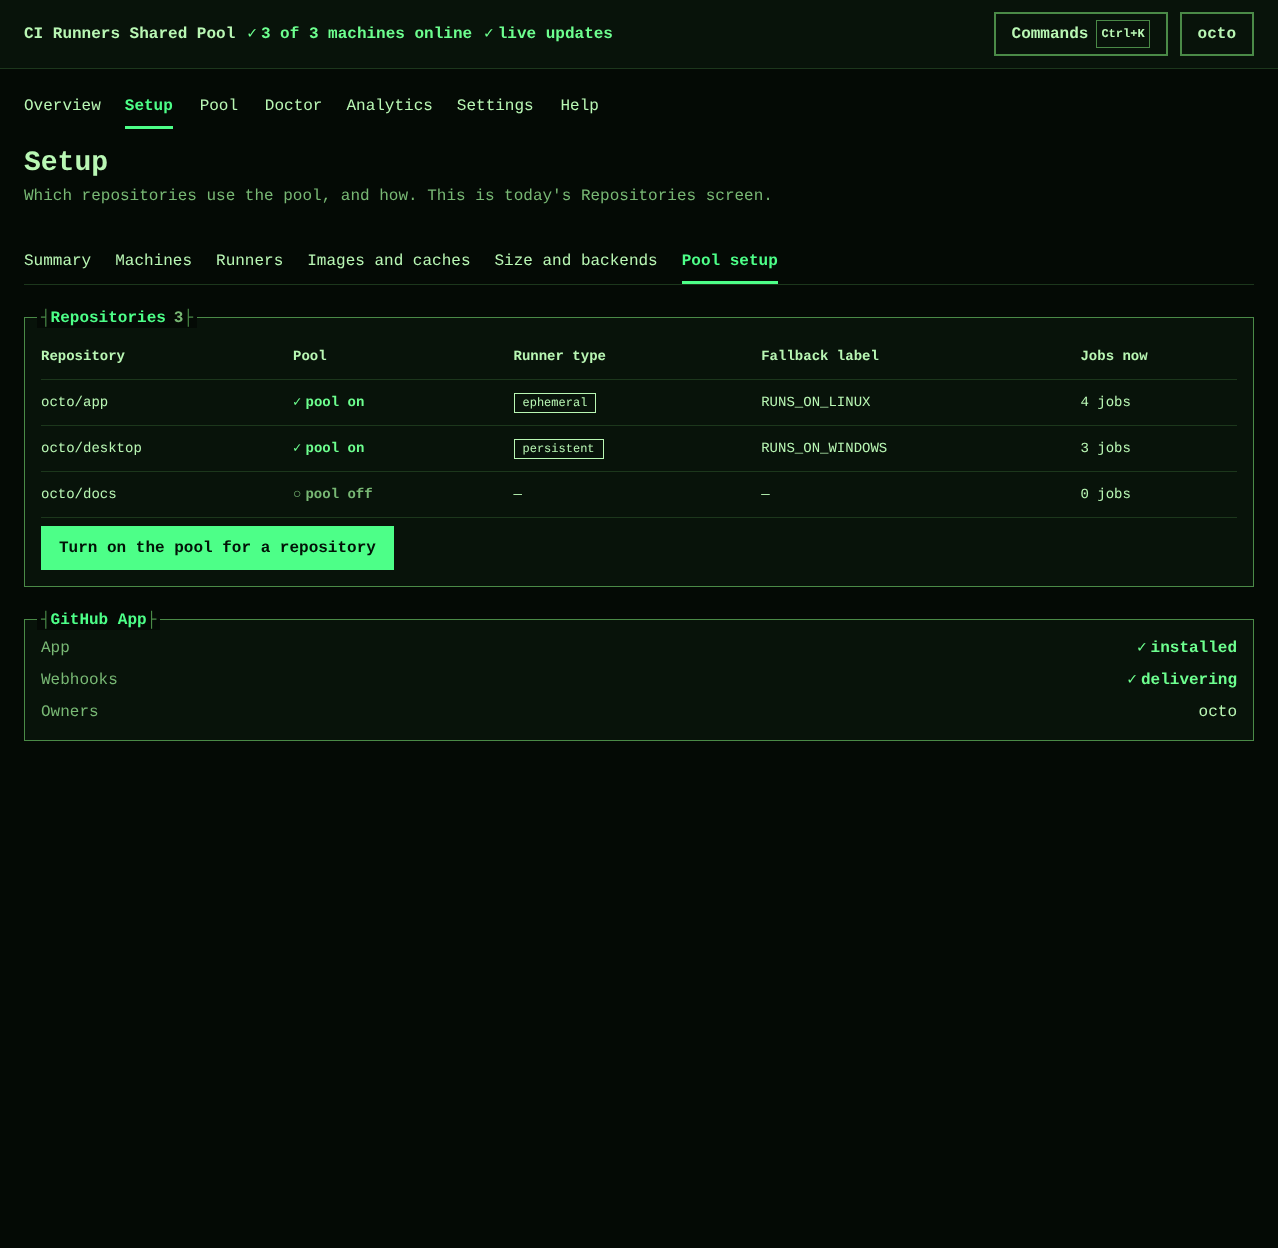 CI Runners Shared Pool ✓ 3 of 3 machines online ✓ live updates Commands Ctrl+K octo
Overview Setup Pool Doctor Analytics Settings Help
Setup
Which repositories use the pool, and how. This is today's Repositories screen.
Summary Machines Runners Images and caches Size and backends Pool setup
Repositories 3
Repository Pool Runner type Fallback label Jobs now
octo/app ✓ pool on ephemeral RUNS_ON_LINUX 4 jobs
octo/desktop ✓ pool on persistent RUNS_ON_WINDOWS 3 jobs
octo/docs ○ pool off — — 0 jobs
Turn on the pool for a repository
GitHub App
App ✓ installed
Webhooks ✓ delivering
Owners octo